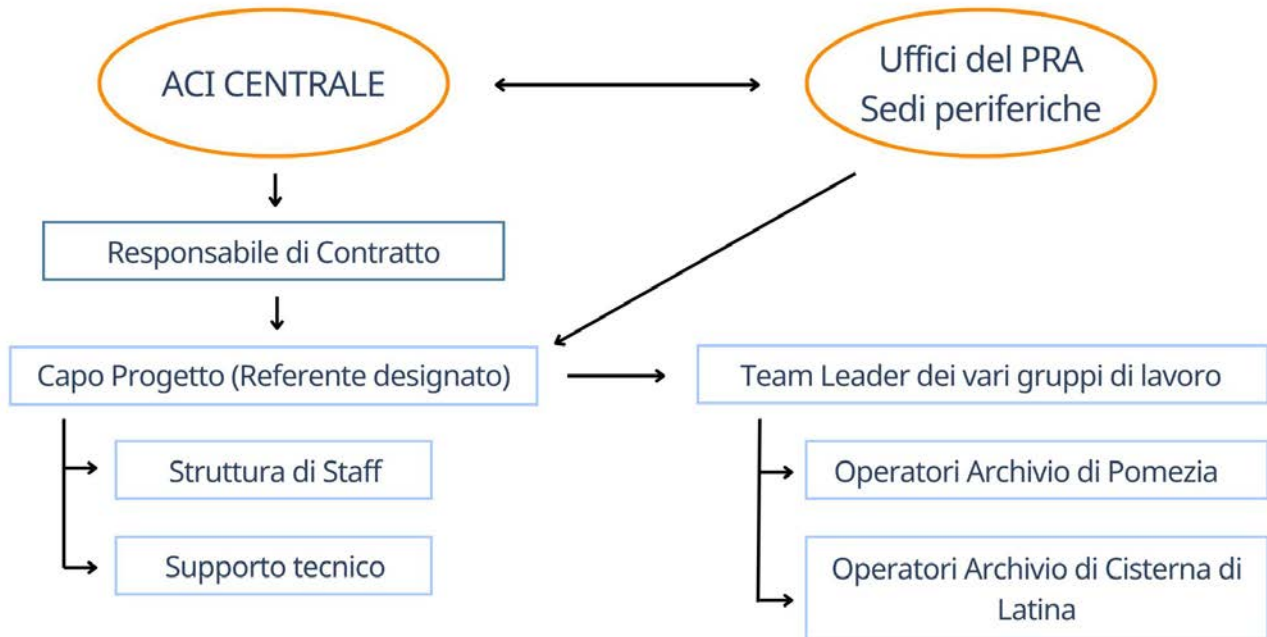 ACI CENTRALE
Uffici del PRA
Sedi periferiche
Responsabile di Contratto
Capo Progetto (Referente designato)
Team Leader dei vari gruppi di lavoro
Struttura di Staff
Operatori Archivio di Pomezia
Supporto tecnico
Operatori Archivio di Cisterna di
Latina